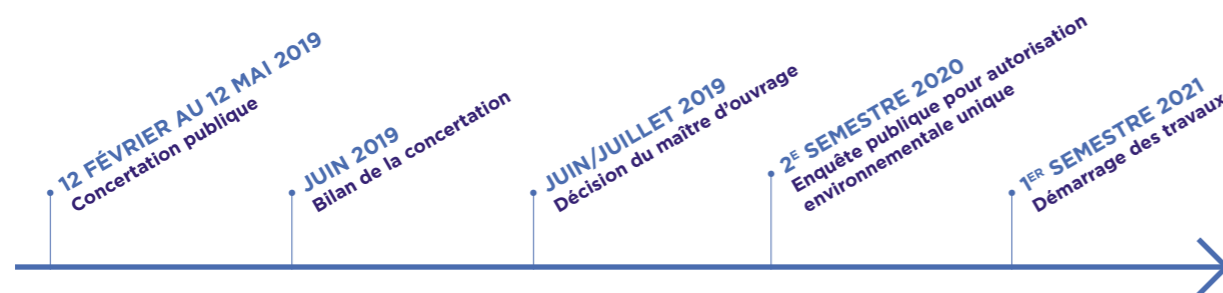 12 FÉVRIER AU 12 MAI 2019
Concertation publique
JUIN 2019
Bilan de la concertation
JUIN/JUILLET 2019
Décision du maître d’ouvrage
2E SEMESTRE 2020
Enquête publique pour autorisation
environnementale unique
1ER SEMESTRE 2021
Démarrage des travaux